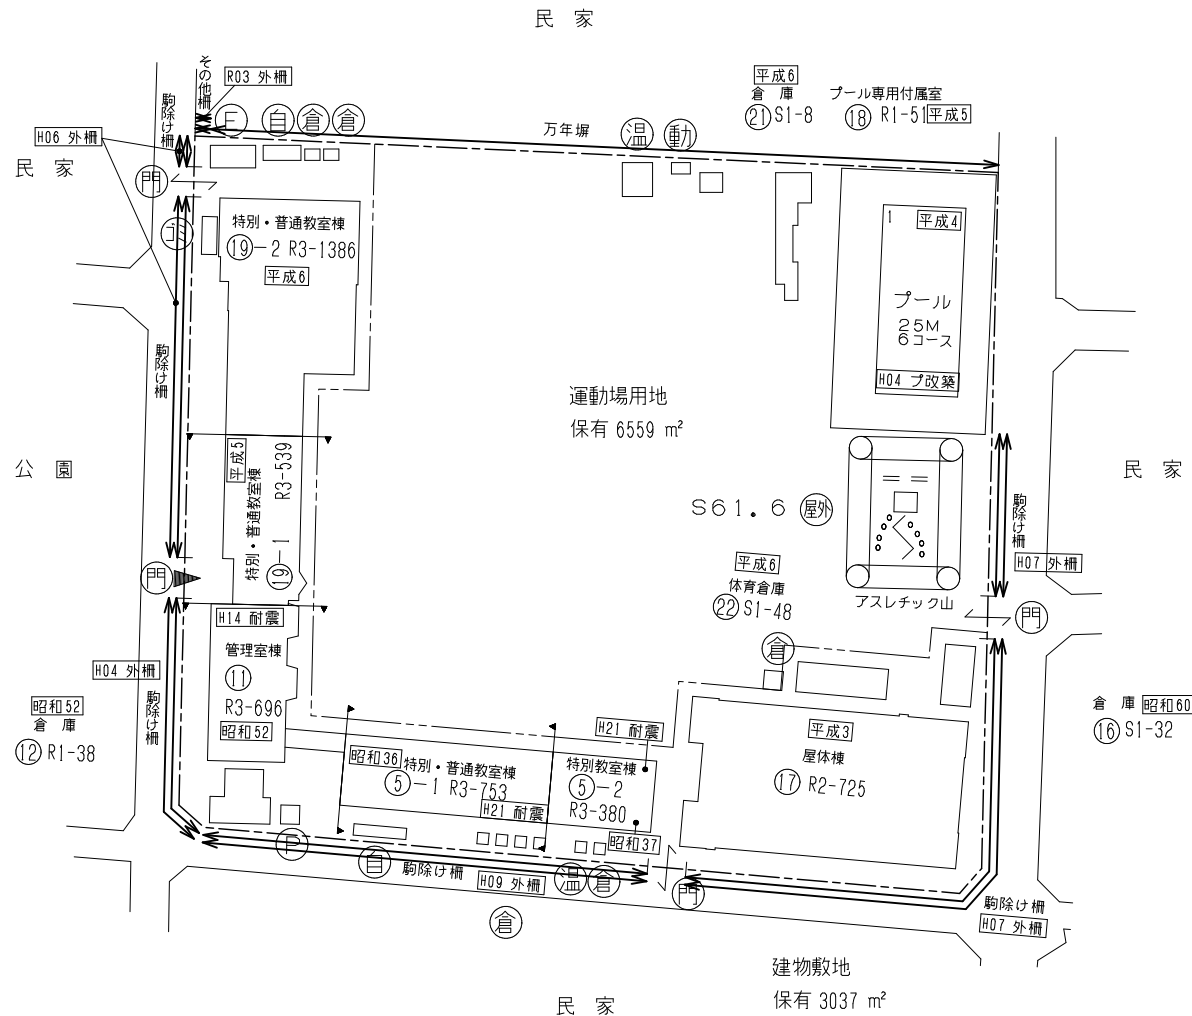 民 家
平成6
倉 庫
㉑ S1-8
プール専用付属室
⑱ R1-51 平成5
その他柵
R03 外柵
駒除け柵
F 自 倉 倉
万年塀
温 動
H06 外柵
民 家
門
ゴミ
特別・普通教室棟
⑲-2 R3-1386
平成6
1 平成4
プール
25M
6コース
H04 プ改築
駒除け柵
運動場用地
保有 6559 m²
公 園
平成5
特別・普通教室棟
⑲-1 R3-539
S61.6 屋外
アスレチック山
民 家
駒除け柵
H07 外柵
門
平成6
体育倉庫
㉒ S1-48
門
H14 耐震
管理室棟
⑪
R3-696
昭和52
倉
H04 外柵
駒除け柵
昭和52
倉 庫
⑫ R1-38
倉 庫 昭和60
⑯ S1-32
H21 耐震
平成3
屋体棟
⑰ R2-725
昭和36
特別・普通教室棟
⑤-1 R3-753
H21 耐震
特別教室棟
⑤-2
R3-380
昭和37
P
自
駒除け柵
H09 外柵
温 倉
門
倉
駒除け柵
H07 外柵
建物敷地
保有 3037 m²
民 家